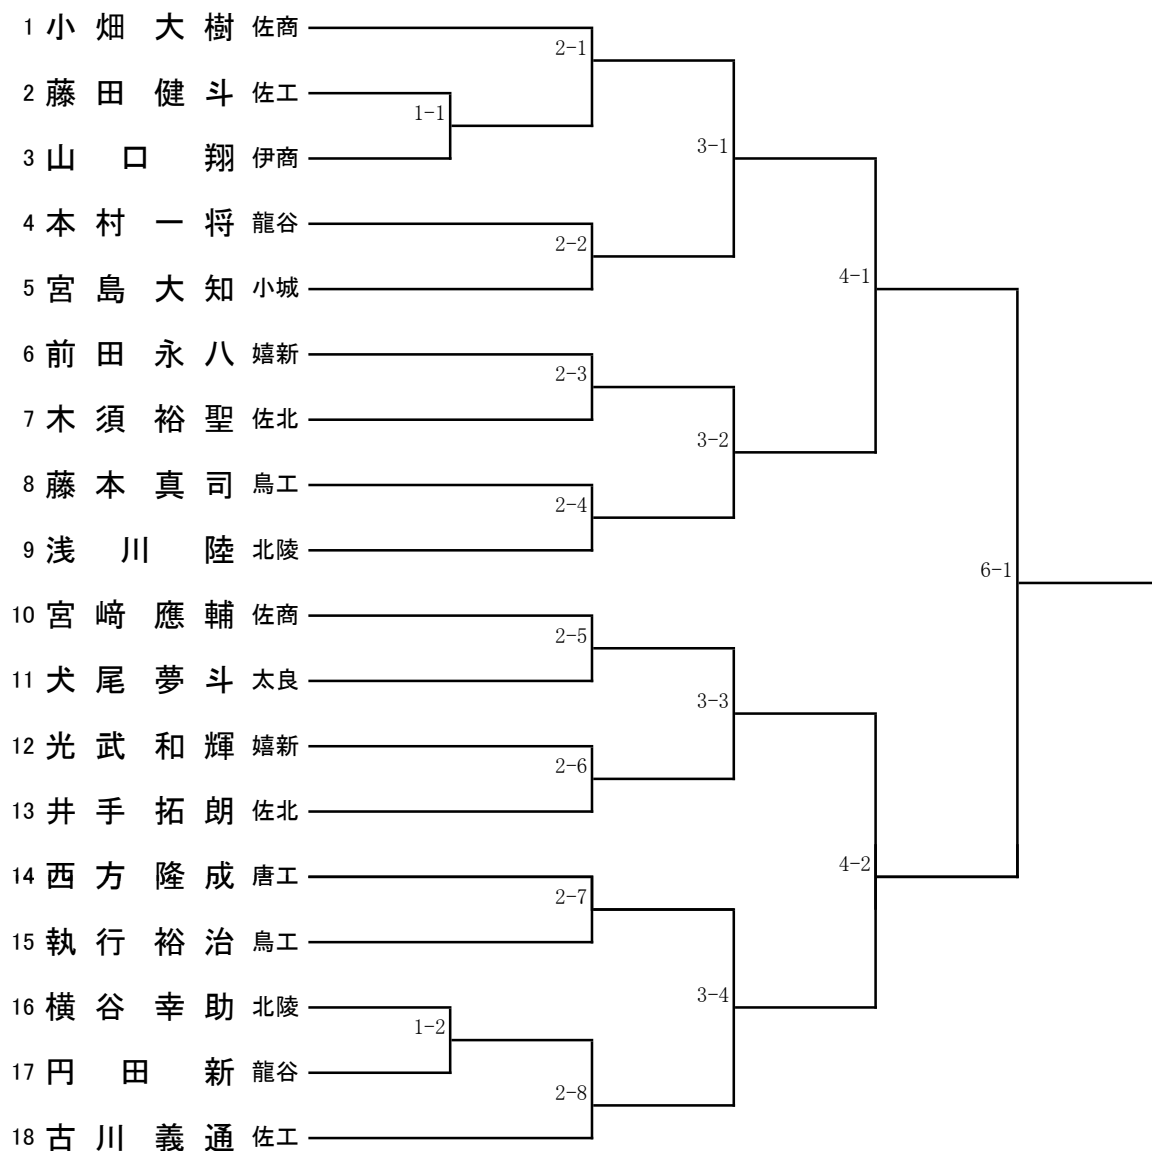 1 小 畑 大 樹 佐商
2-1
2 藤 田 健 斗 佐工
1-1
3-1
3 山 口 翔 伊商
4 本 村 一 将 龍谷
2-2
4-1
5 宮 島 大 知 小城
6 前 田 永 八 嬉新
2-3
7 木 須 裕 聖 佐北
3-2
8 藤 本 真 司 鳥工
2-4
9 浅 川 陸 北陵
6-1
10 宮 﨑 應 輔 佐商
2-5
11 犬 尾 夢 斗 太良
3-3
12 光 武 和 輝 嬉新
2-6
13 井 手 拓 朗 佐北
4-2
14 西 方 隆 成 唐工
2-7
15 執 行 裕 治 鳥工
3-4
16 横 谷 幸 助 北陵
1-2
17 円 田 新 龍谷
2-8
18 古 川 義 通 佐工